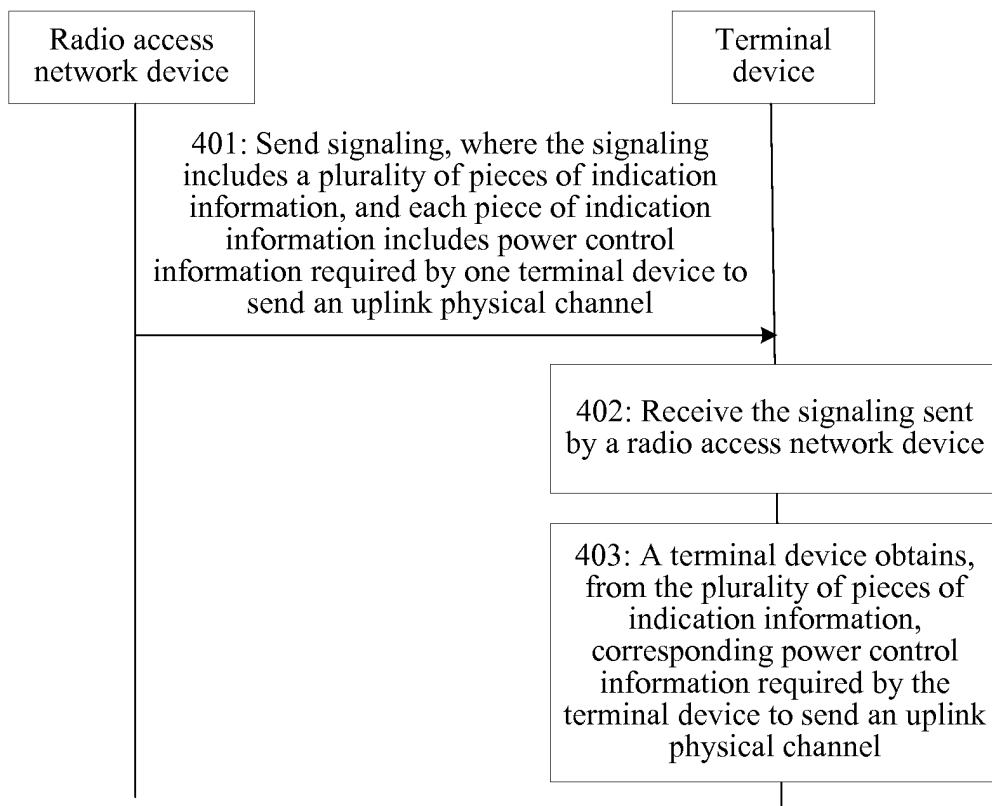 Radio access
network device
Terminal
device
401: Send signaling, where the signaling
includes a plurality of pieces of indication
information, and each piece of indication
information includes power control
information required by one terminal device to
send an uplink physical channel
402: Receive the signaling sent
by a radio access network device
403: A terminal device obtains,
from the plurality of pieces of
indication information,
corresponding power control
information required by the
terminal device to send an uplink
physical channel